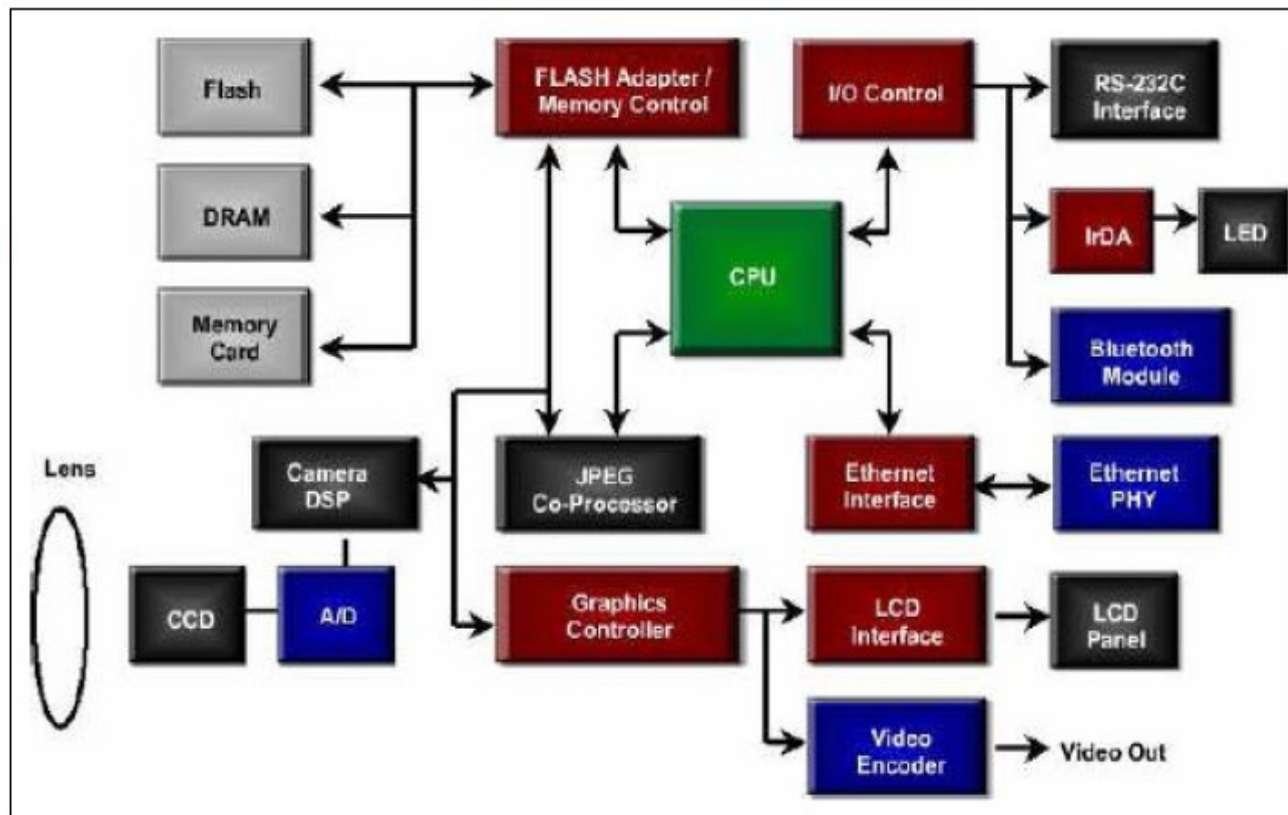 Flash
FLASH Adapter /
Memory Control
I/O Control
RS-232C
Interface
DRAM
CPU
IrDA
LED
Memory
Card
Bluetooth
Module
Lens
Camera
DSP
JPEG
Co-Processor
Ethernet
Interface
Ethernet
PHY
CCD
A/D
Graphics
Controller
LCD
Interface
LCD
Panel
Video
Encoder
Video Out